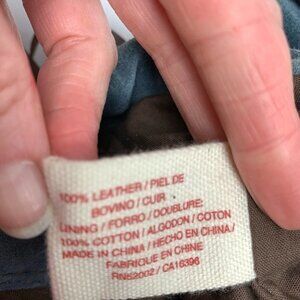 100% LEATHER / PIEL DE
BOVINO / CUIR
LINING / FORRO / DOUBLURE:
100% COTTON / ALGODON / COTON
MADE IN CHINA / HECHO EN CHINA /
FABRIQUE EN CHINE
RN52002 / CA16396